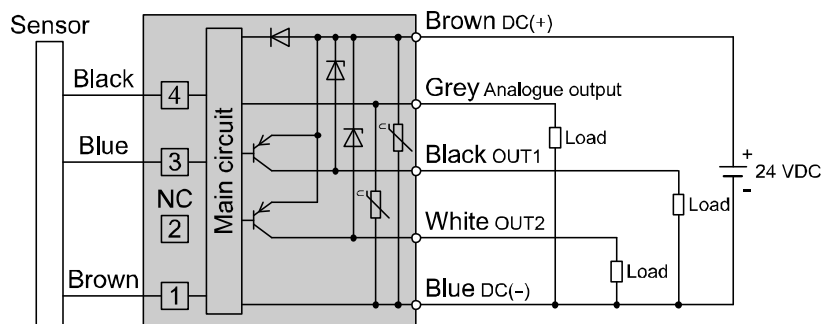 Sensor
Brown DC(+)
Black
4
Grey Analogue output
Load
Blue
3
Main circuit
U
Black OUT1
+
24 VDC
-
NC
2
U
Load
White OUT2
Load
Brown
1
Blue DC(−)